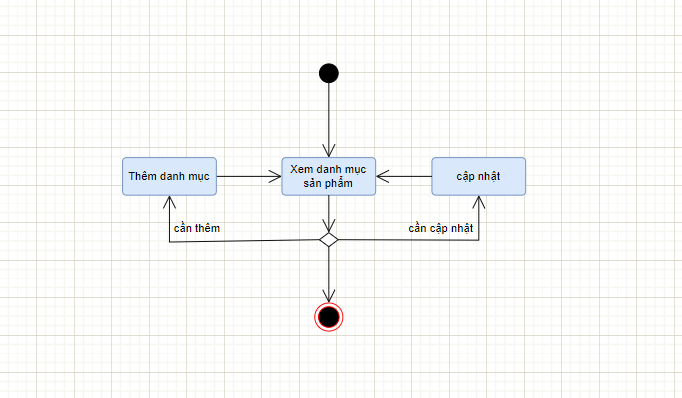 Thêm danh mục
Xem danh mục
sản phẩm
cập nhật
cần thêm
cần cập nhật